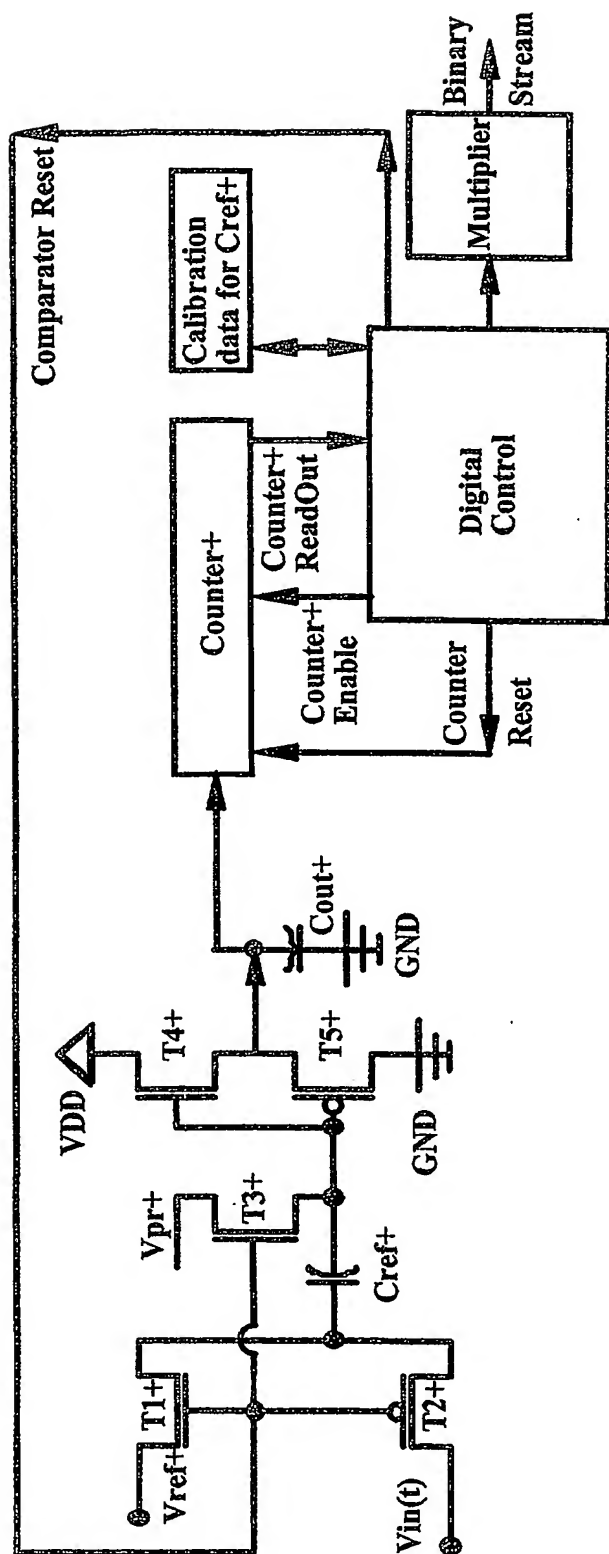 Comparator Reset
Calibration
data for Cref+
Binary
Stream
Multiplier
Counter+
Counter+
ReadOut
Counter+
Enable
Digital
Control
Counter
Reset
VDD
T4+
T5+
Cout+
GND
GND
Vpr+
T3+
Cref+
T1+
Vref+
T2+
Vin(t)